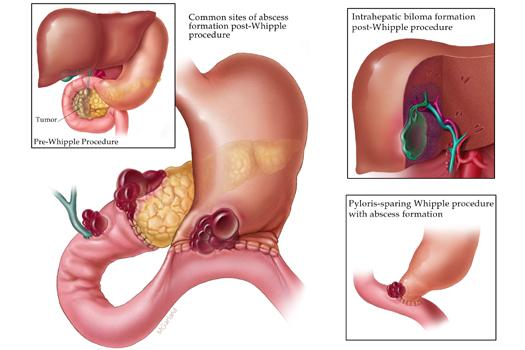 Common sites of abscess
formation post-Whipple
procedure
Tumor
Pre-Whipple Procedure
Intrahepatic biloma formation
post-Whipple procedure
Pyloris-sparing Whipple procedure
with abscess formation